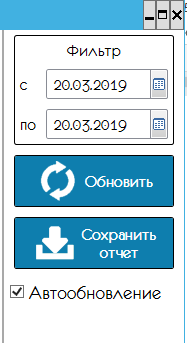 Фильтр
с 20.03.2019
по 20.03.2019
Обновить
Сохранить
отчет
Автообновление